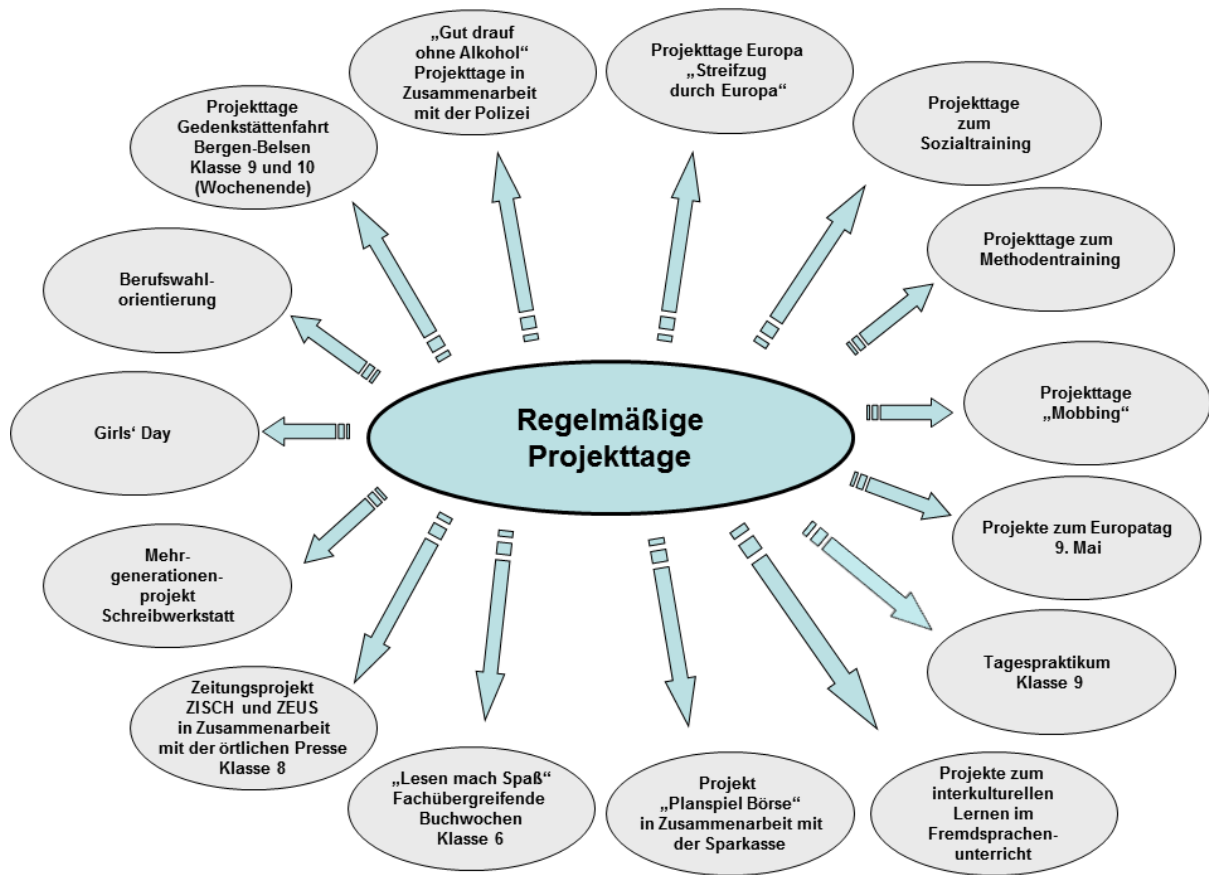 „Gut drauf
ohne Alkohol“
Projekttage in
Zusammenarbeit
mit der Polizei
Projekttage Europa
„Streifzug
durch Europa“
Projekttage
zum
Sozialtraining
Projekttage zum
Methodentraining
Projekttage
„Mobbing“
Projekte zum Europatag
9. Mai
Tagespraktikum
Klasse 9
Projekte zum
interkulturellen
Lernen im
Fremdsprachen-
unterricht
Projekt
„Planspiel Börse“
in Zusammenarbeit mit
der Sparkasse
„Lesen mach Spaß“
Fachübergreifende
Buchwochen
Klasse 6
Zeitungsprojekt
ZISCH und ZEUS
in Zusammenarbeit
mit der örtlichen Presse
Klasse 8
Mehr-
generationen-
projekt
Schreibwerkstatt
Girls‘ Day
Berufswahl-
orientierung
Projekttage
Gedenkstättenfahrt
Bergen-Belsen
Klasse 9 und 10
(Wochenende)
Regelmäßige
Projekttage